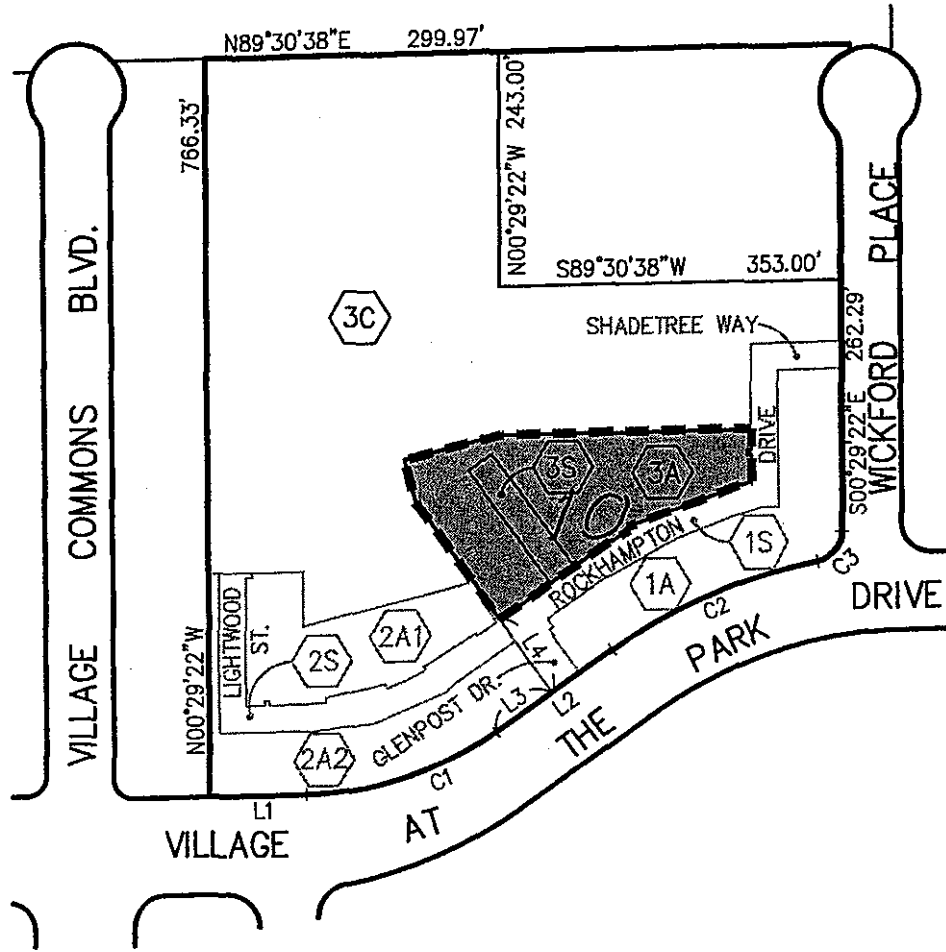 N89°30'38"E 299.97'
766.33'
N00°29'22"W 243.00'
S89°30'38"W 353.00'
3C
SHADETREE WAY
VILLAGE COMMONS BLVD.
WICKFORD PLACE
S00°29'22"E 262.29'
DRIVE
3S
3A
70
ROCKHAMPTON
1S
1A
C3
C2
DRIVE
LIGHTWOOD
ST.
2S
2A1
L4
PARK
N00°29'22"W
GLENPOST DR.
L3
L2
THE
2A2
C1
L1
AT
VILLAGE